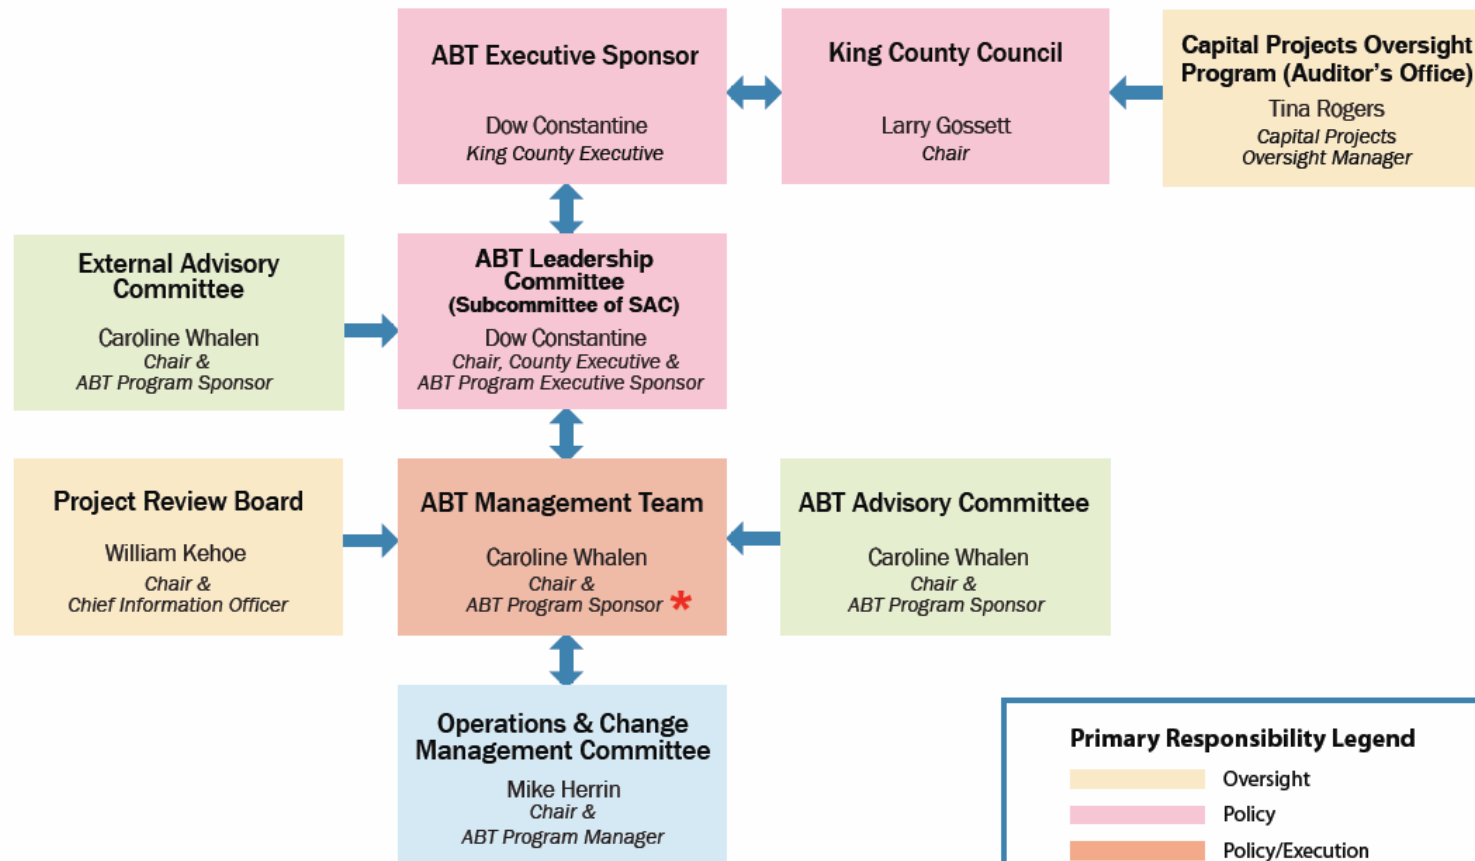 ABT Executive Sponsor
Dow Constantine
King County Executive
King County Council
Larry Gossett
Chair
Capital Projects Oversight
Program (Auditor's Office)
Tina Rogers
Capital Projects
Oversight Manager
External Advisory
Committee
Caroline Whalen
Chair &
ABT Program Sponsor
ABT Leadership
Committee
(Subcommittee of SAC)
Dow Constantine
Chair, County Executive &
ABT Program Executive Sponsor
Project Review Board
William Kehoe
Chair &
Chief Information Officer
ABT Management Team
Caroline Whalen
Chair &
ABT Program Sponsor *
ABT Advisory Committee
Caroline Whalen
Chair &
ABT Program Sponsor
Operations & Change
Management Committee
Mike Herrin
Chair &
ABT Program Manager
Primary Responsibility Legend
Oversight
Policy
Policy/Execution